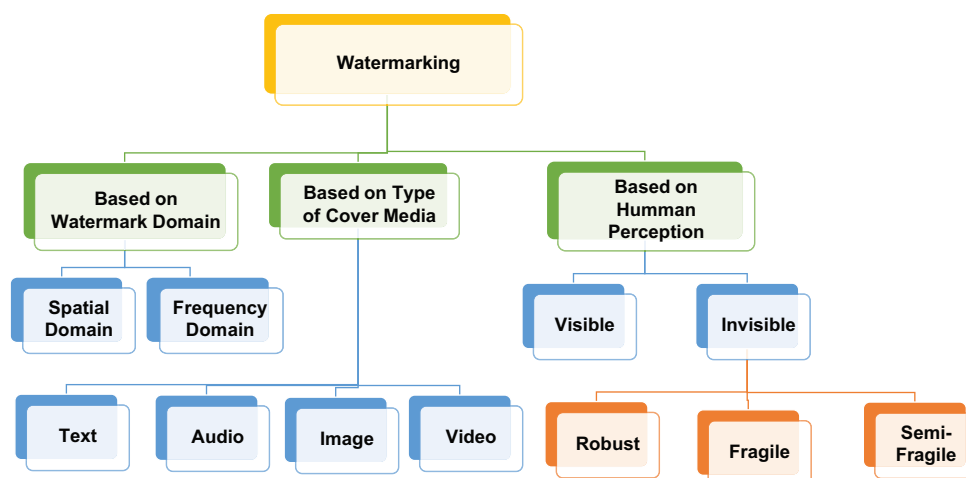 Watermarking
Based on
Watermark Domain
Based on Type
of Cover Media
Based on
Humman
Perception
Spatial
Domain
Frequency
Domain
Visible
Invisible
Text
Audio
Image
Video
Robust
Fragile
Semi-
Fragile